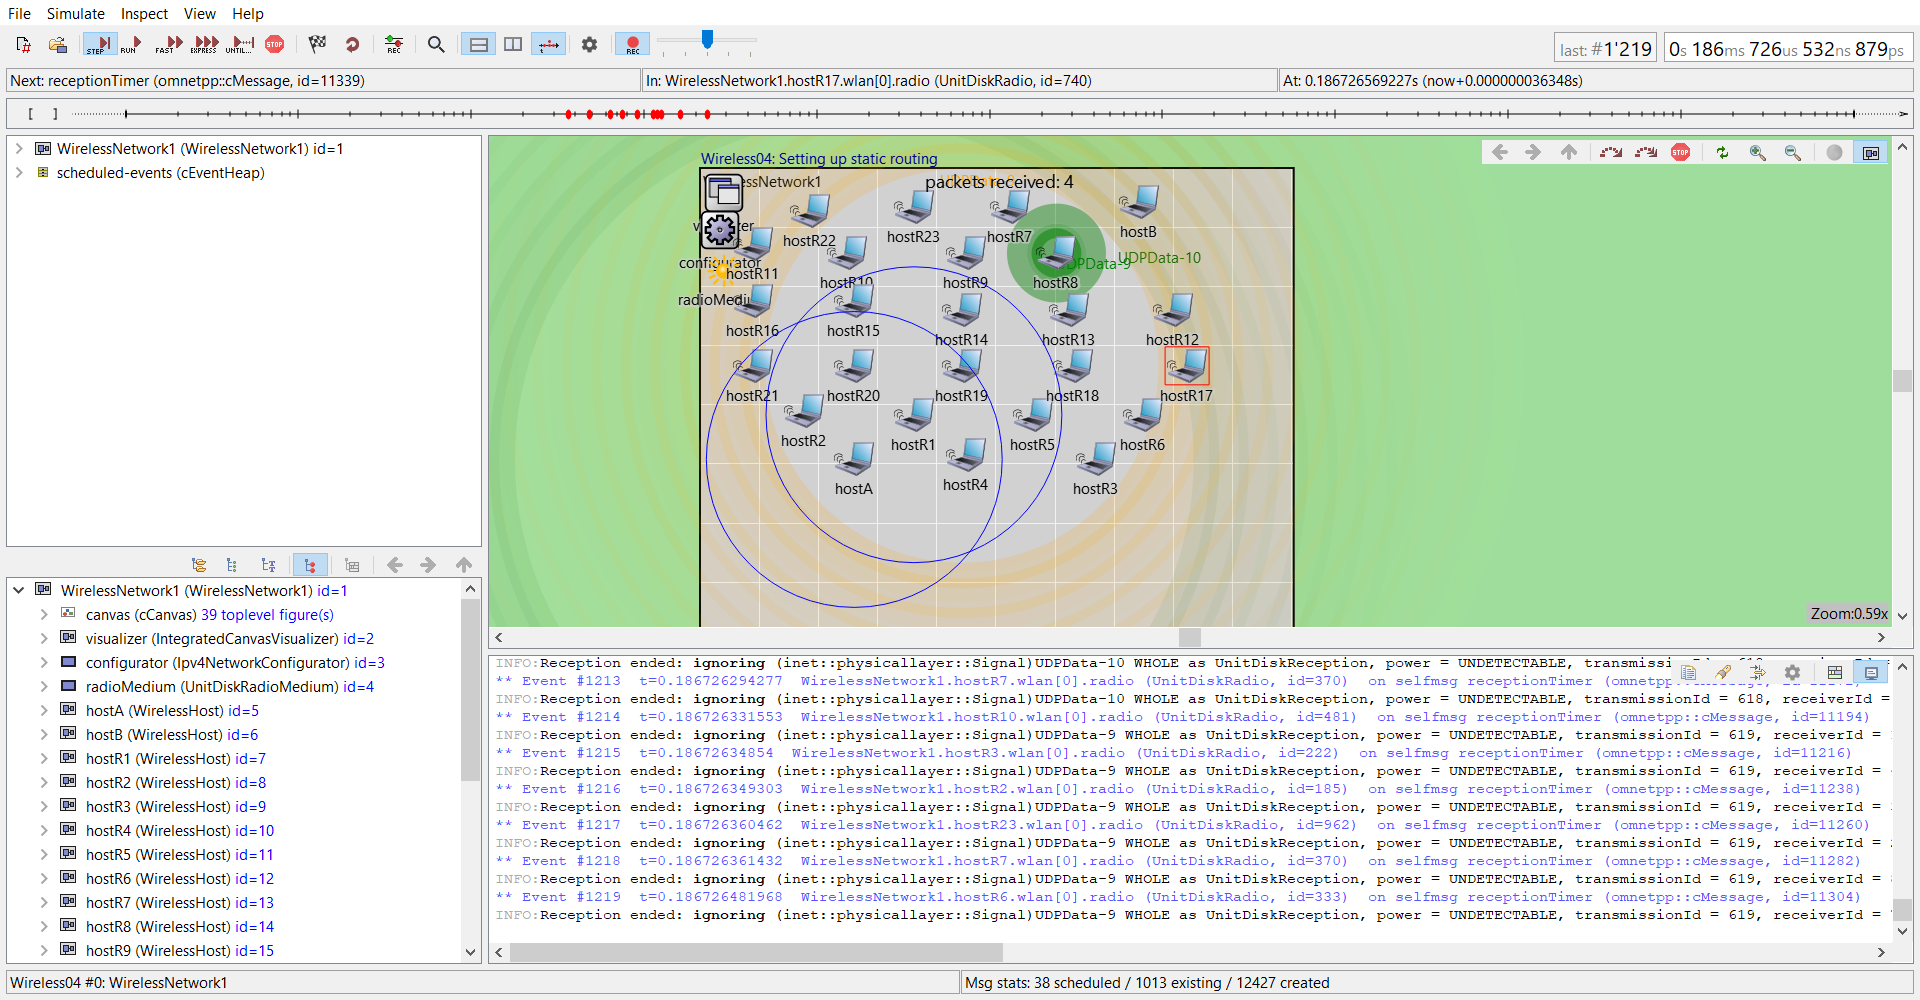 File Simulate Inspect View Help
STEP RUN FAST EXPRESS UNTIL... STOP REC REC
last: #1'219 0s 186ms 726us 532ns 879ps
Next: receptionTimer (omnetpp::cMessage, id=11339) In: WirelessNetwork1.hostR17.wlan[0].radio (UnitDiskRadio, id=740) At: 0.186726569227s (now+0.000000036348s)
[ ]
WirelessNetwork1 (WirelessNetwork1) id=1
scheduled-events (cEventHeap)
WirelessNetwork1 (WirelessNetwork1) id=1
canvas (cCanvas) 39 toplevel figure(s)
visualizer (IntegratedCanvasVisualizer) id=2
configurator (Ipv4NetworkConfigurator) id=3
radioMedium (UnitDiskRadioMedium) id=4
hostA (WirelessHost) id=5
hostB (WirelessHost) id=6
hostR1 (WirelessHost) id=7
hostR2 (WirelessHost) id=8
hostR3 (WirelessHost) id=9
hostR4 (WirelessHost) id=10
hostR5 (WirelessHost) id=11
hostR6 (WirelessHost) id=12
hostR7 (WirelessHost) id=13
hostR8 (WirelessHost) id=14
hostR9 (WirelessHost) id=15
Wireless04: Setting up static routing
STOP
packets received: 4
hostR22 hostR23 hostR7 hostB
UDPData-10
UDPData-9
configurator
hostR11 hostR10 hostR9 hostR8
hostR16 hostR15 hostR14 hostR13 hostR12
hostR21 hostR20 hostR19 hostR18 hostR17
hostR2 hostR1 hostR5 hostR6
hostA hostR4 hostR3
Zoom:0.59x
INFO:Reception ended: ignoring (inet::physicallayer::Signal)UDPData-10 WHOLE as UnitDiskReception, power = UNDETECTABLE,
** Event #1213 t=0.186726294277 WirelessNetwork1.hostR7.wlan[0].radio (UnitDiskRadio, id=370) on selfmsg receptionTimer
INFO:Reception ended: ignoring (inet::physicallayer::Signal)UDPData-10 WHOLE as UnitDiskReception, power = UNDETECTABLE, transmissionId = 618, receiverId =
** Event #1214 t=0.186726331553 WirelessNetwork1.hostR10.wlan[0].radio (UnitDiskRadio, id=481) on selfmsg receptionTimer (omnetpp::cMessage, id=11194)
INFO:Reception ended: ignoring (inet::physicallayer::Signal)UDPData-9 WHOLE as UnitDiskReception, power = UNDETECTABLE, transmissionId = 619, receiverId =
** Event #1215 t=0.18672634854 WirelessNetwork1.hostR3.wlan[0].radio (UnitDiskRadio, id=222) on selfmsg receptionTimer (omnetpp::cMessage, id=11216)
INFO:Reception ended: ignoring (inet::physicallayer::Signal)UDPData-9 WHOLE as UnitDiskReception, power = UNDETECTABLE, transmissionId = 619, receiverId =
** Event #1216 t=0.186726349303 WirelessNetwork1.hostR2.wlan[0].radio (UnitDiskRadio, id=185) on selfmsg receptionTimer (omnetpp::cMessage, id=11238)
INFO:Reception ended: ignoring (inet::physicallayer::Signal)UDPData-9 WHOLE as UnitDiskReception, power = UNDETECTABLE, transmissionId = 619, receiverId =
** Event #1217 t=0.186726360462 WirelessNetwork1.hostR23.wlan[0].radio (UnitDiskRadio, id=962) on selfmsg receptionTimer (omnetpp::cMessage, id=11260)
INFO:Reception ended: ignoring (inet::physicallayer::Signal)UDPData-9 WHOLE as UnitDiskReception, power = UNDETECTABLE, transmissionId = 619, receiverId =
** Event #1218 t=0.186726361432 WirelessNetwork1.hostR7.wlan[0].radio (UnitDiskRadio, id=370) on selfmsg receptionTimer (omnetpp::cMessage, id=11282)
INFO:Reception ended: ignoring (inet::physicallayer::Signal)UDPData-9 WHOLE as UnitDiskReception, power = UNDETECTABLE, transmissionId = 619, receiverId =
** Event #1219 t=0.186726481968 WirelessNetwork1.hostR6.wlan[0].radio (UnitDiskRadio, id=333) on selfmsg receptionTimer (omnetpp::cMessage, id=11304)
INFO:Reception ended: ignoring (inet::physicallayer::Signal)UDPData-9 WHOLE as UnitDiskReception, power = UNDETECTABLE, transmissionId = 619, receiverId =
Wireless04 #0: WirelessNetwork1 Msg stats: 38 scheduled / 1013 existing / 12427 created